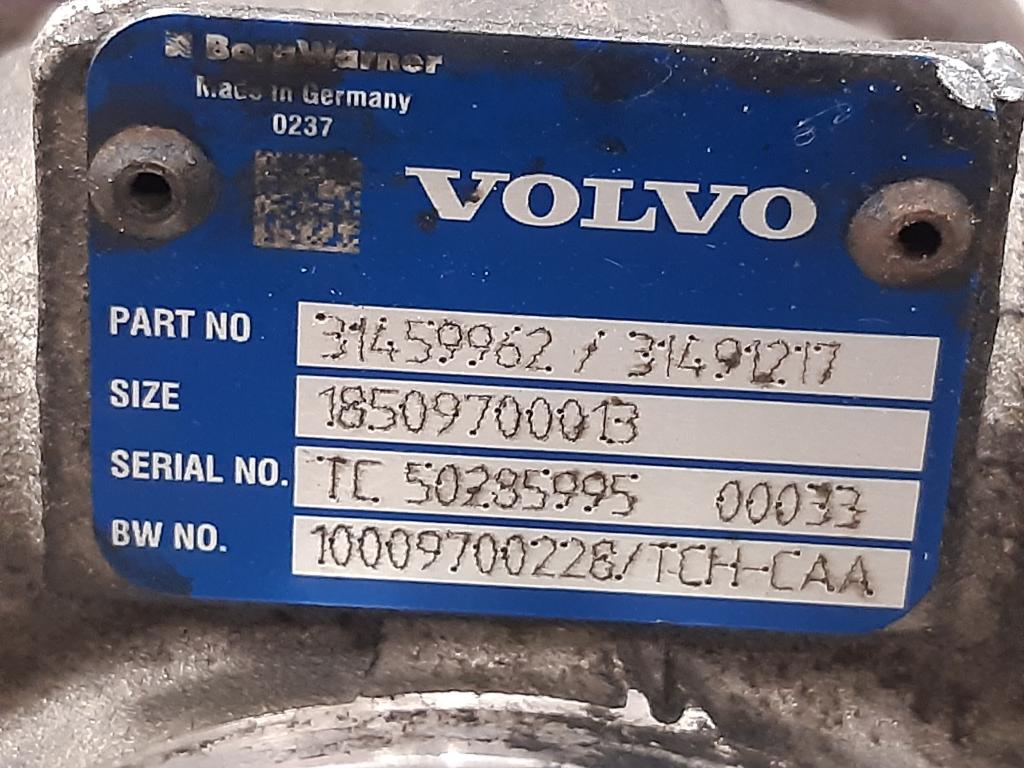 BorgWarner
Made in Germany
0237
VOLVO
PART NO 31459962 / 31491217
SIZE 18509700013
SERIAL NO. TC 50285995 00033
BW NO. 10009700228/TCH-CAA